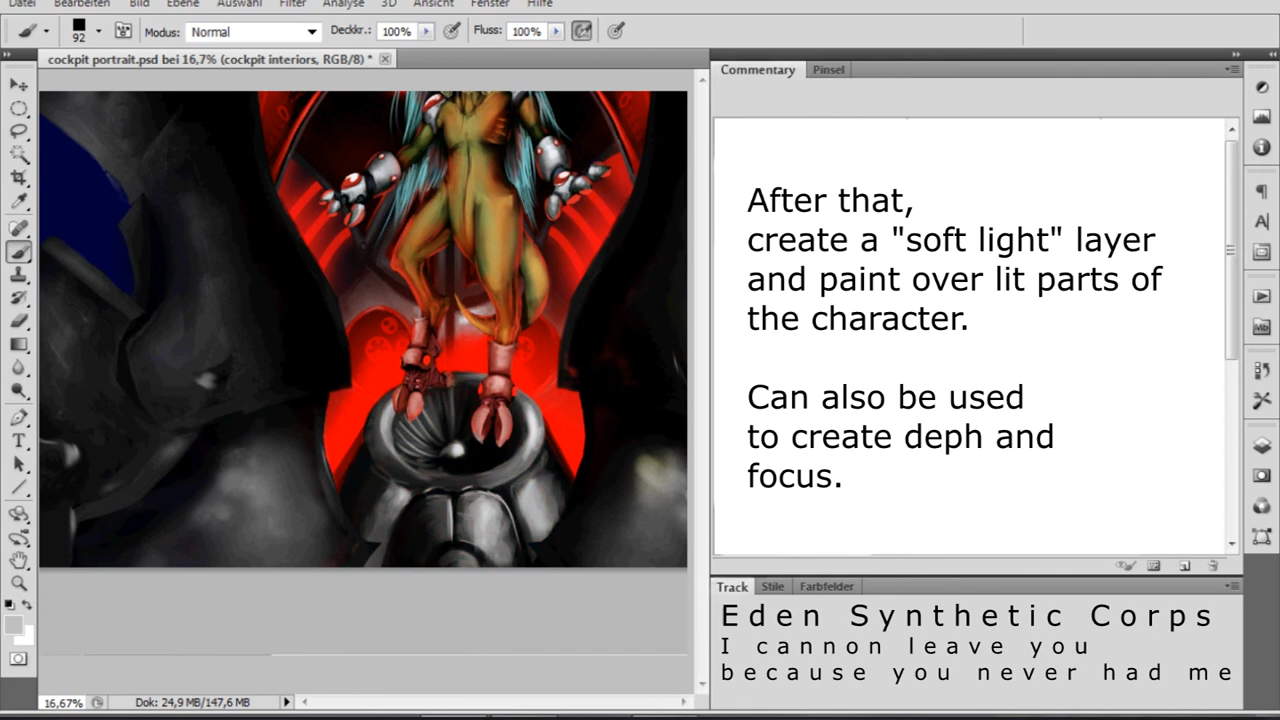 Datei Bearbeiten Bild Ebene Auswahl Filter Analyse 3D Ansicht Fenster Hilfe
92 Modus: Normal Deckkr.: 100% Fluss: 100%
cockpit portrait.psd bei 16,7% (cockpit interiors, RGB/8) *
Commentary Pinsel
After that,
create a "soft light" layer
and paint over lit parts of
the character.
Can also be used
to create deph and
focus.
Track Stile Farbfelder
Eden Synthetic Corps
I cannon leave you
because you never had me
16,67% Dok: 24,9 MB/147,6 MB